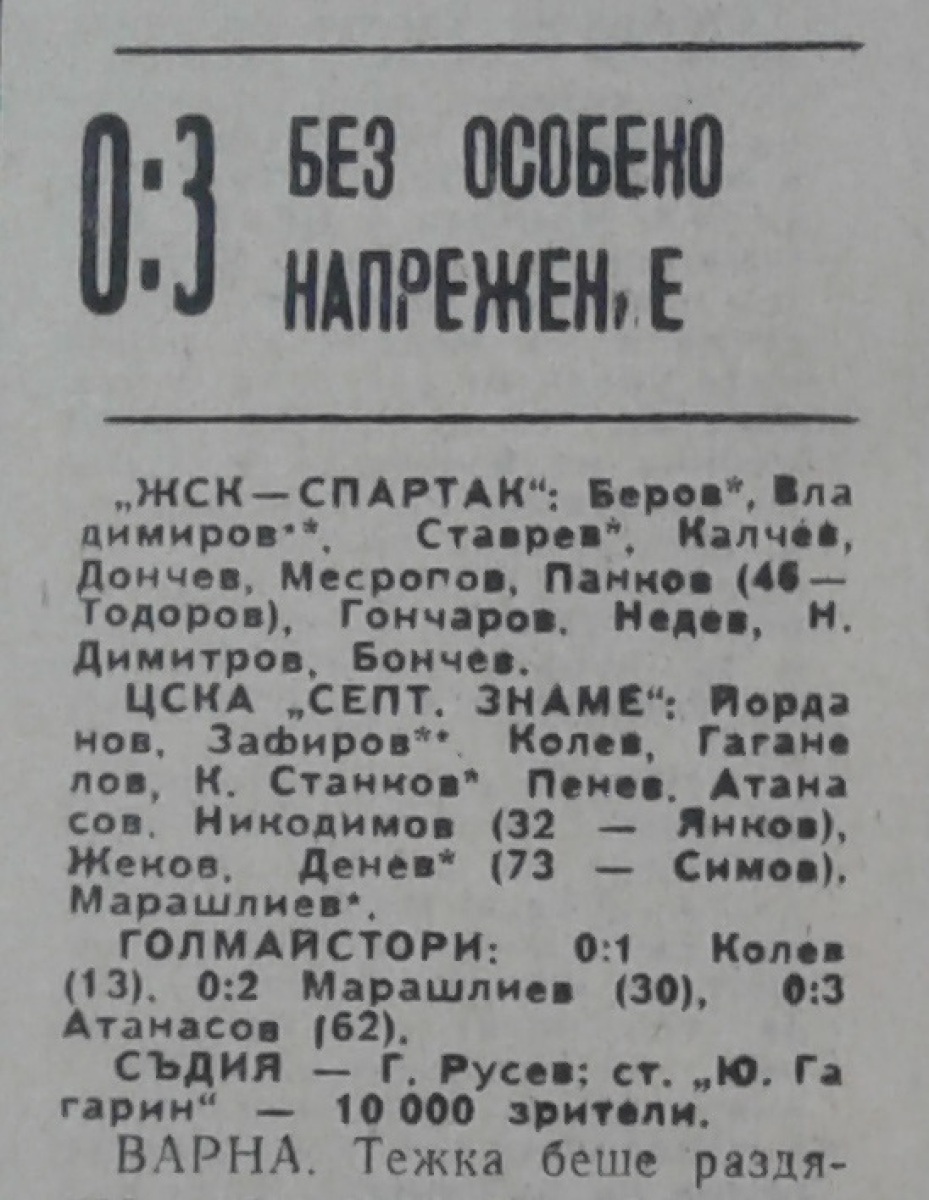 0:3
БЕЗ ОСОБЕНО
НАПРЕЖЕНИЕ
„ЖСК — СПАРТАК“: Беров*, Вла
димиров**, Ставрев*, Калчев,
Дончев, Месропов, Панков (46 —
Тодоров), Гончаров, Недев, Н.
Димитров, Бончев.
ЦСКА „СЕПТ. ЗНАМЕ“: Йорда
нов, Зафиров** Колев, Гагане
лов, К. Станков* Пенев, Атана
сов, Никодимов (32 — Янков),
Жеков, Денев* (73 — Симов),
Марашлиев*.
ГОЛМАЙСТОРИ: 0:1 Колев
(13), 0:2 Марашлиев (30), 0:3
Атанасов (62).
СЪДИЯ — Г. Русев; ст. „Ю. Га
гарин“ — 10 000 зрители.
ВАРНА. Тежка беше раздя-